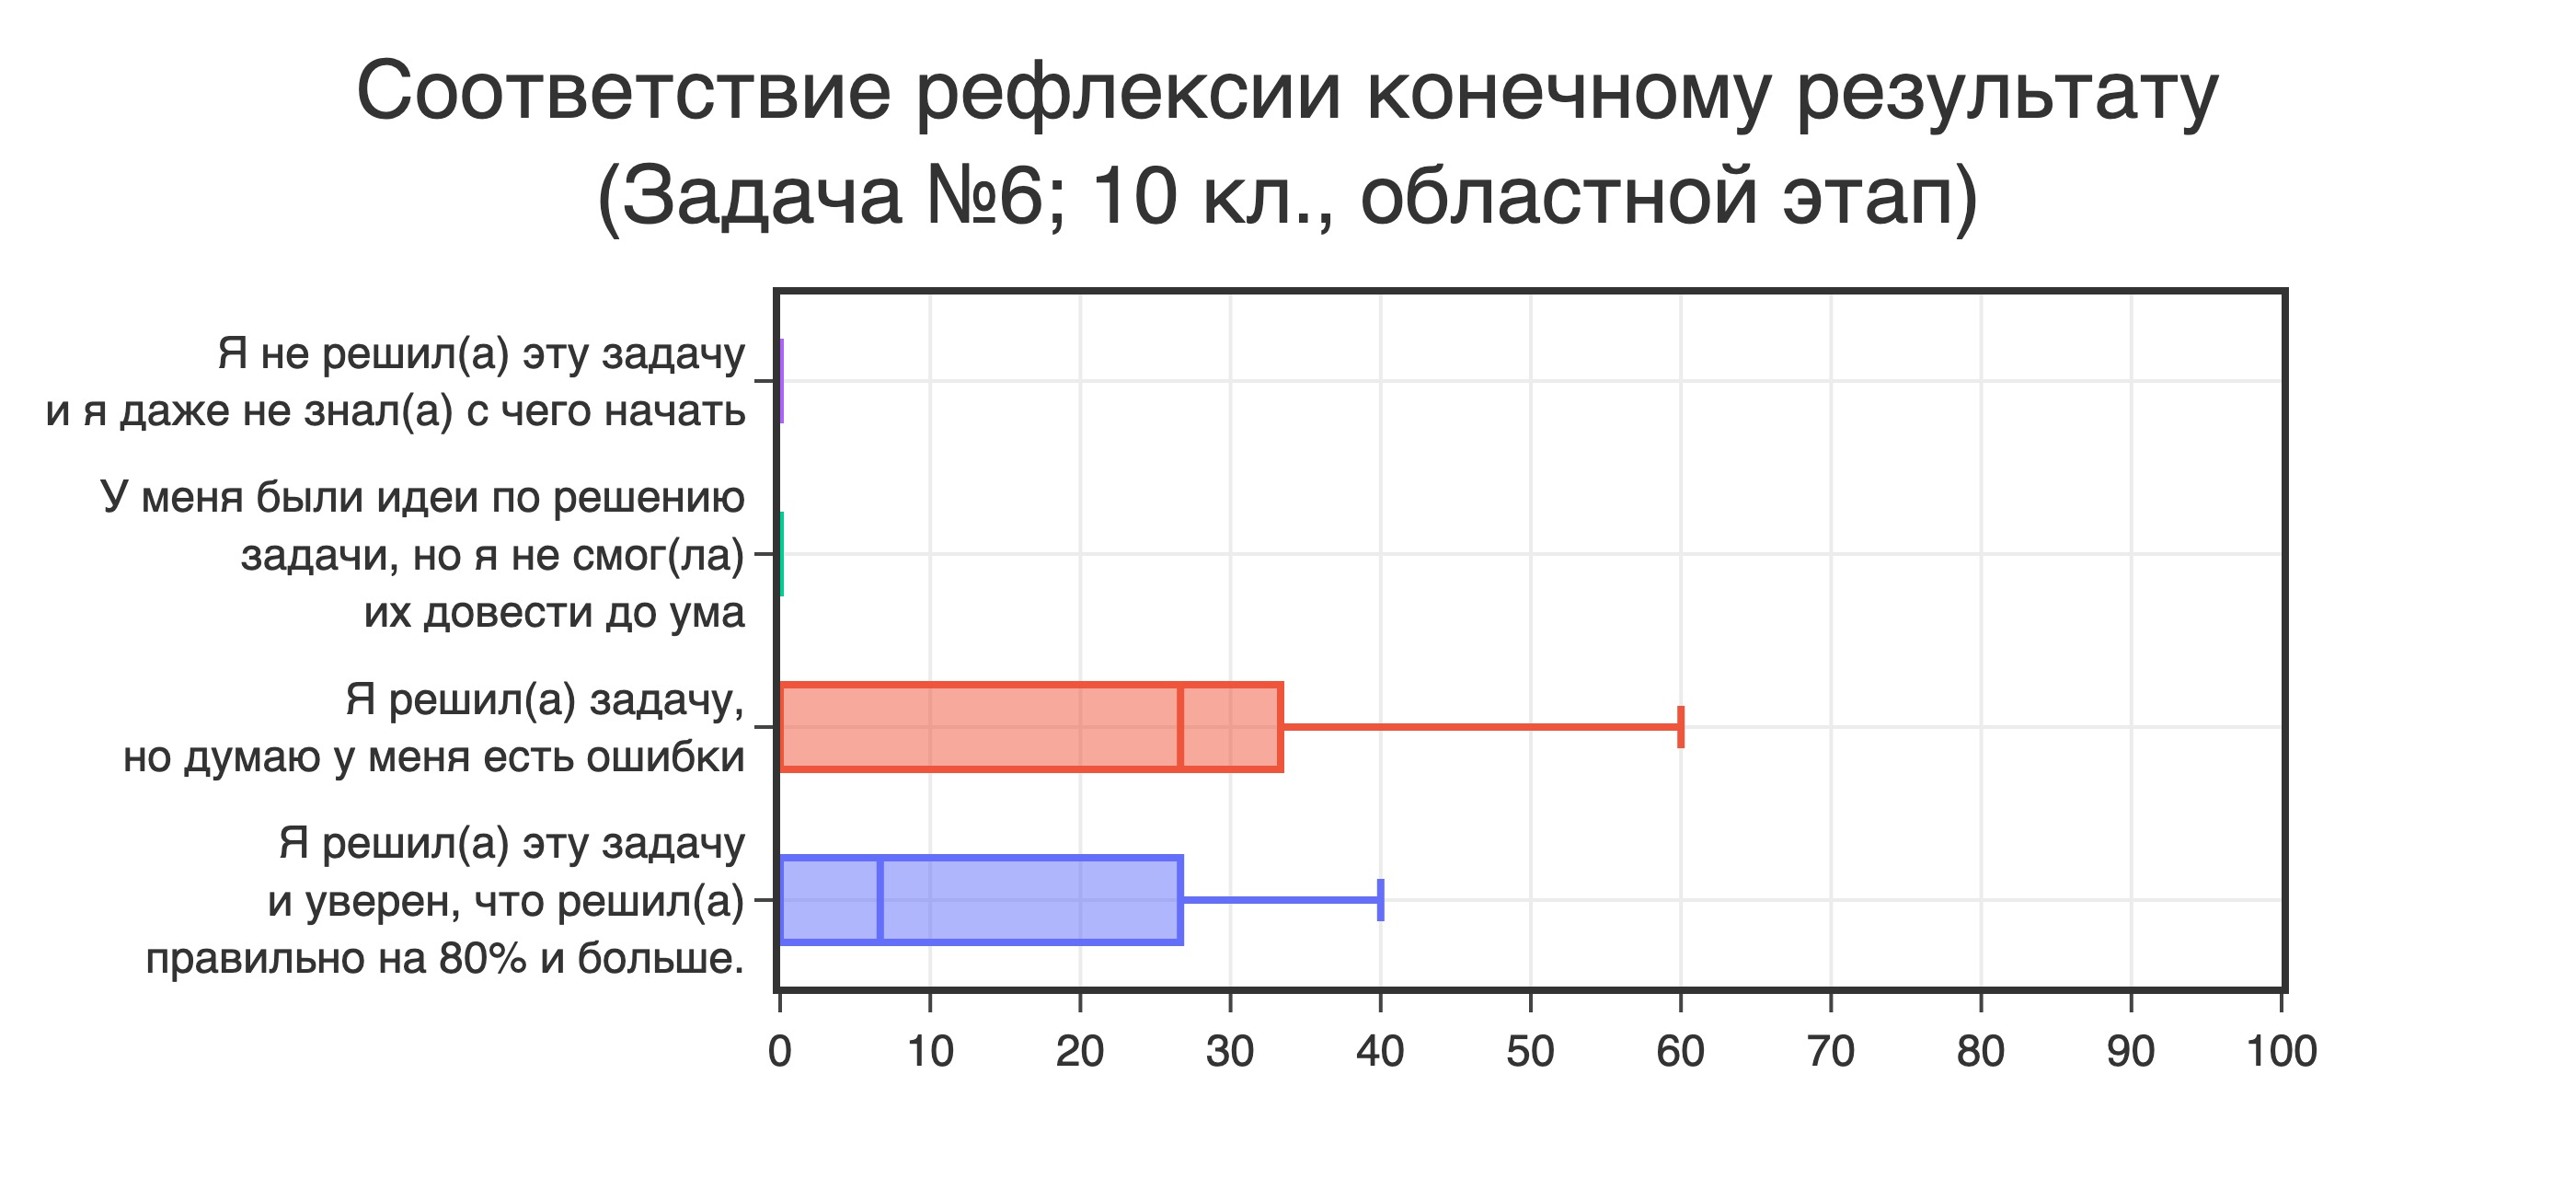 Соответствие рефлексии конечному результату
(Задача №6; 10 кл., областной этап)
Я не решил(а) эту задачу
и я даже не знал(а) с чего начать
У меня были идеи по решению
задачи, но я не смог(ла)
их довести до ума
Я решил(а) задачу,
но думаю у меня есть ошибки
Я решил(а) эту задачу
и уверен, что решил(а)
правильно на 80% и больше.
0 10 20 30 40 50 60 70 80 90 100